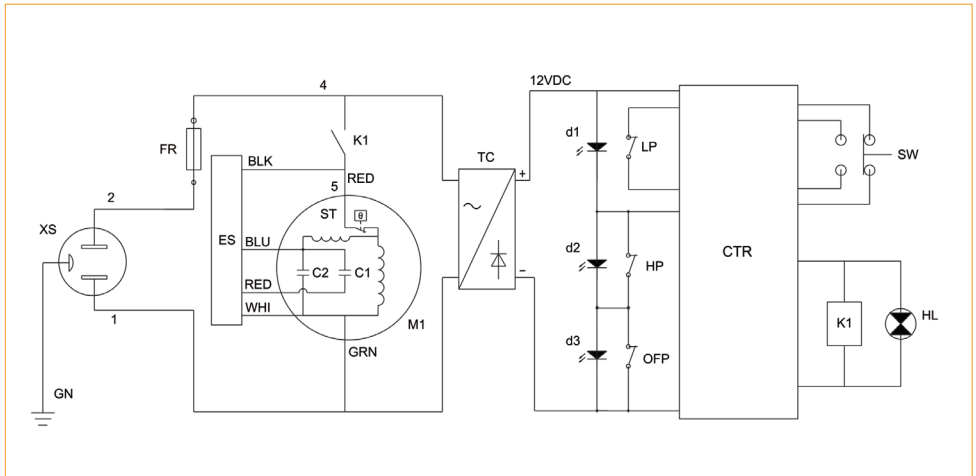 12VDC
4
K1
FR
d1
LP
SW
TC
BLK
RED
2
5
+
XS
ST
θ
ES
BLU
d2
HP
CTR
C2
C1
RED
−
WHI
M1
1
K1
HL
GRN
d3
OFP
GN